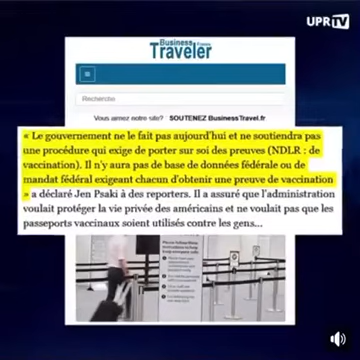 UPR TV
Business France
Traveler
Recherche
Vous aimez notre site? SOUTENEZ BusinessTravel.fr
« Le gouvernement ne le fait pas aujourd'hui et ne soutiendra pas
une procédure qui exige de porter sur soi des preuves (NDLR : de
vaccination). Il n'y aura pas de base de données fédérale ou de
mandat fédéral exigeant chacun d'obtenir une preuve de vaccination
» a déclaré Jen Psaki à des reporters. Il a assuré que l'administration
voulait protéger la vie privée des américains et ne voulait pas que les
passeports vaccinaux soient utilisés contre les gens…